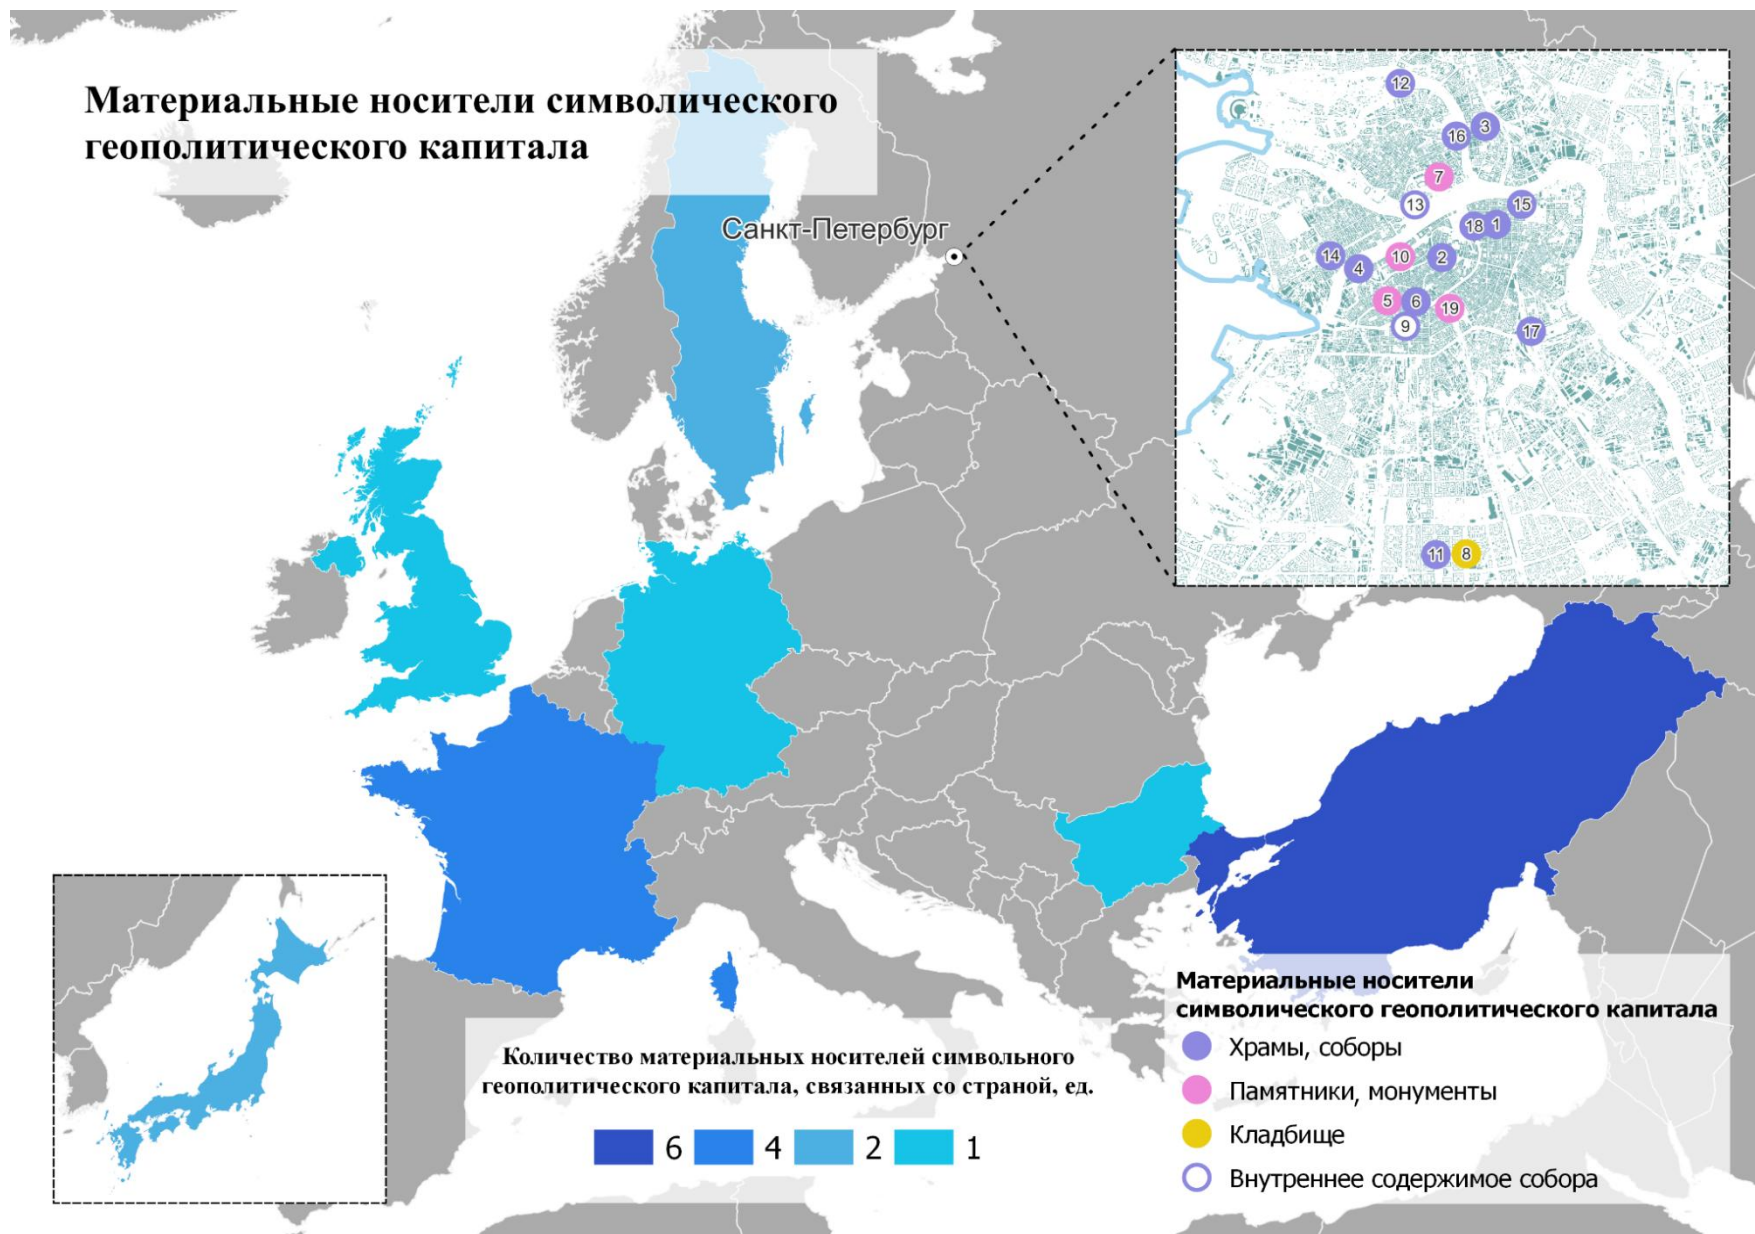 Материальные носители символического
геополитического капитала
Санкт-Петербург
12
16
3
7
13
15
18
1
14
4
10
2
5
6
19
9
17
11
8
Материальные носители
символического геополитического капитала
Храмы, соборы
Памятники, монументы
Кладбище
Внутреннее содержимое собора
Количество материальных носителей символьного
геополитического капитала, связанных со страной, ед.
6 4 2 1